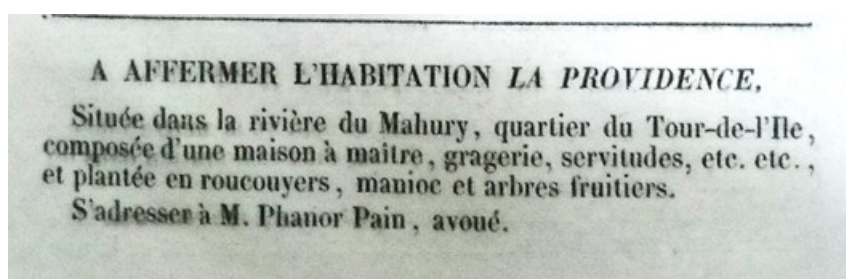 A AFFERMER L'HABITATION LA PROVIDENCE.
Située dans la rivière du Mahury, quartier du Tour-de-l'Ile,
composée d'une maison à maître, gragerie, servitudes, etc. etc.,
et plantée en roucouyers, manioc et arbres fruitiers.
S'adresser à M. Phanor Pain, avoué.